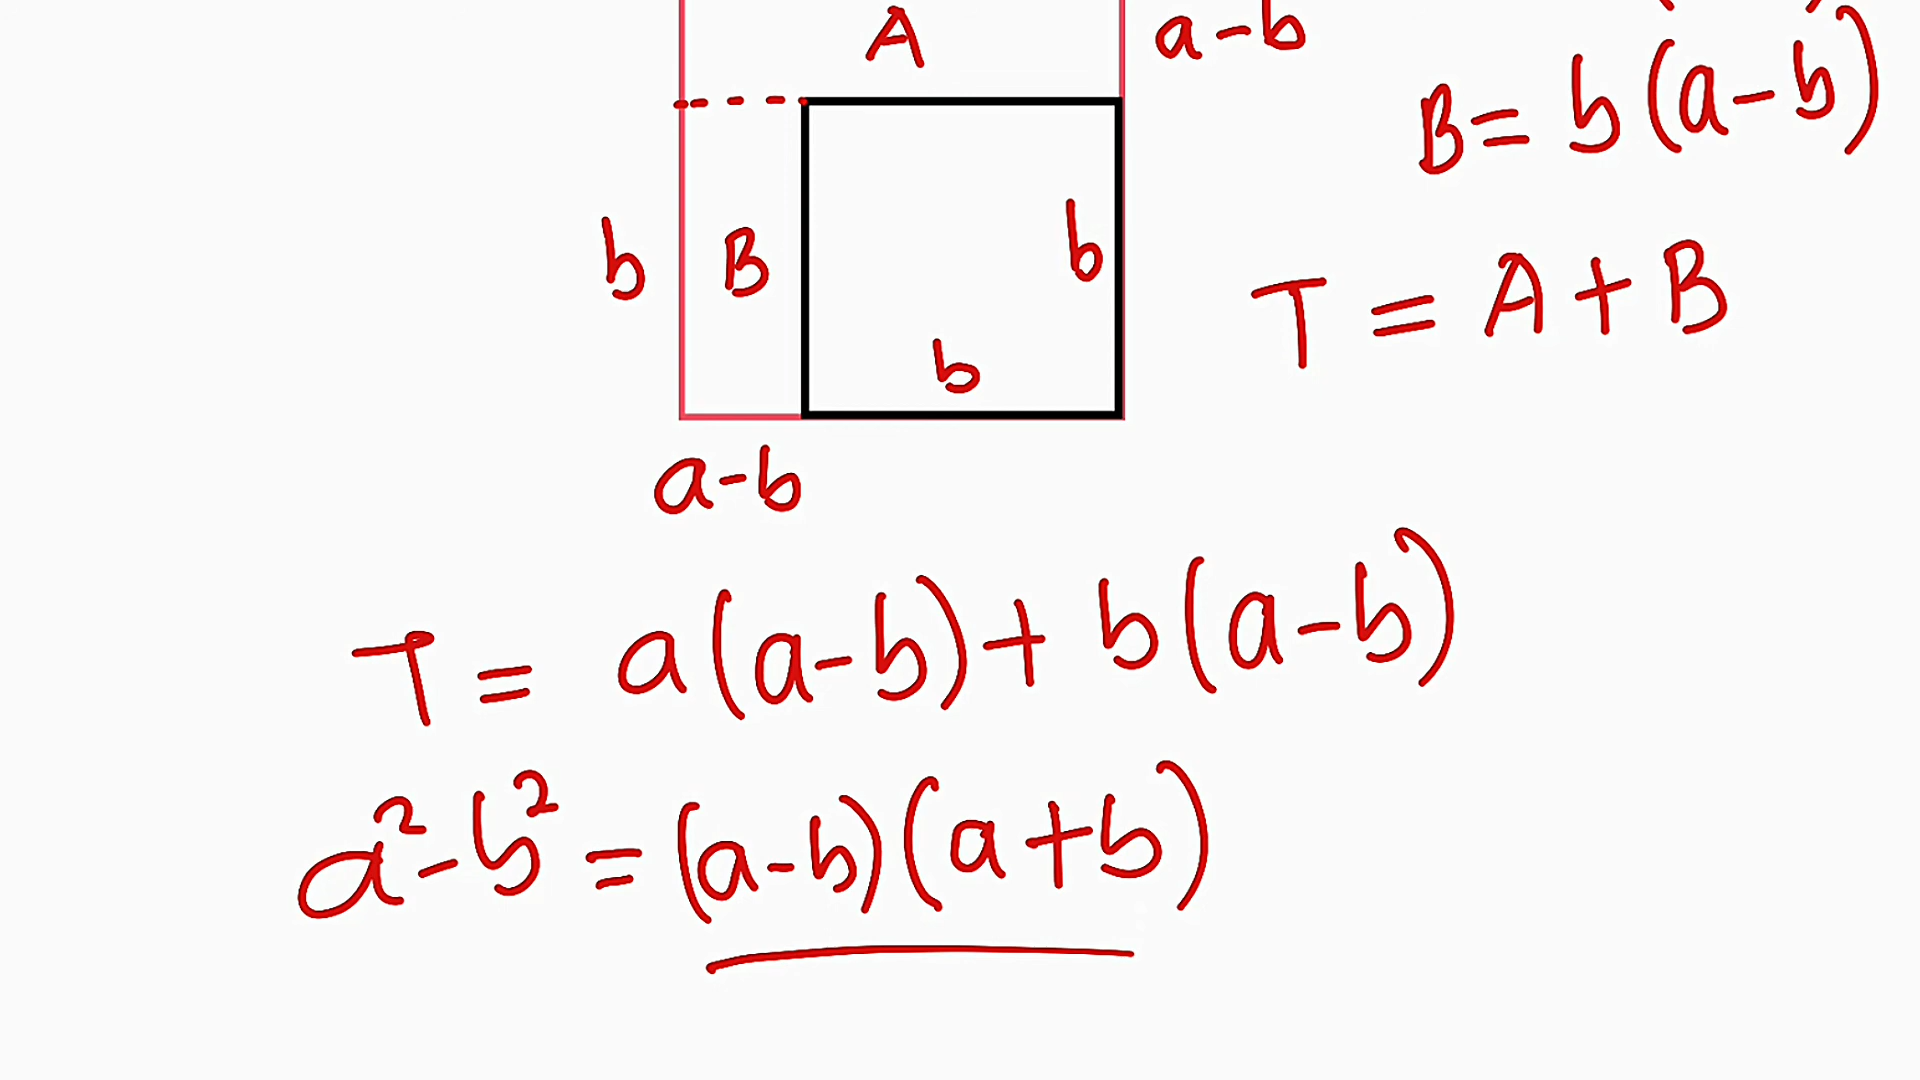 A
a-b
B = b(a-b)
b
B
b
T = A + B
b
a-b
T = a(a-b) + b(a-b)
a²-b² = (a-b)(a+b)